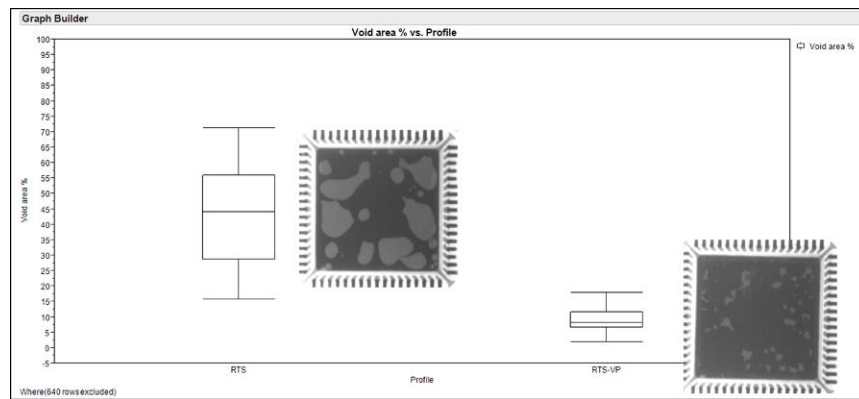 Graph Builder
Void area % vs. Profile
Void area %
100
95
90
85
80
75
70
65
60
55
50
45
40
35
30
25
20
15
10
5
0
-5
Void area %
RTS
RTS-VP
Profile
Where(640 rows excluded)